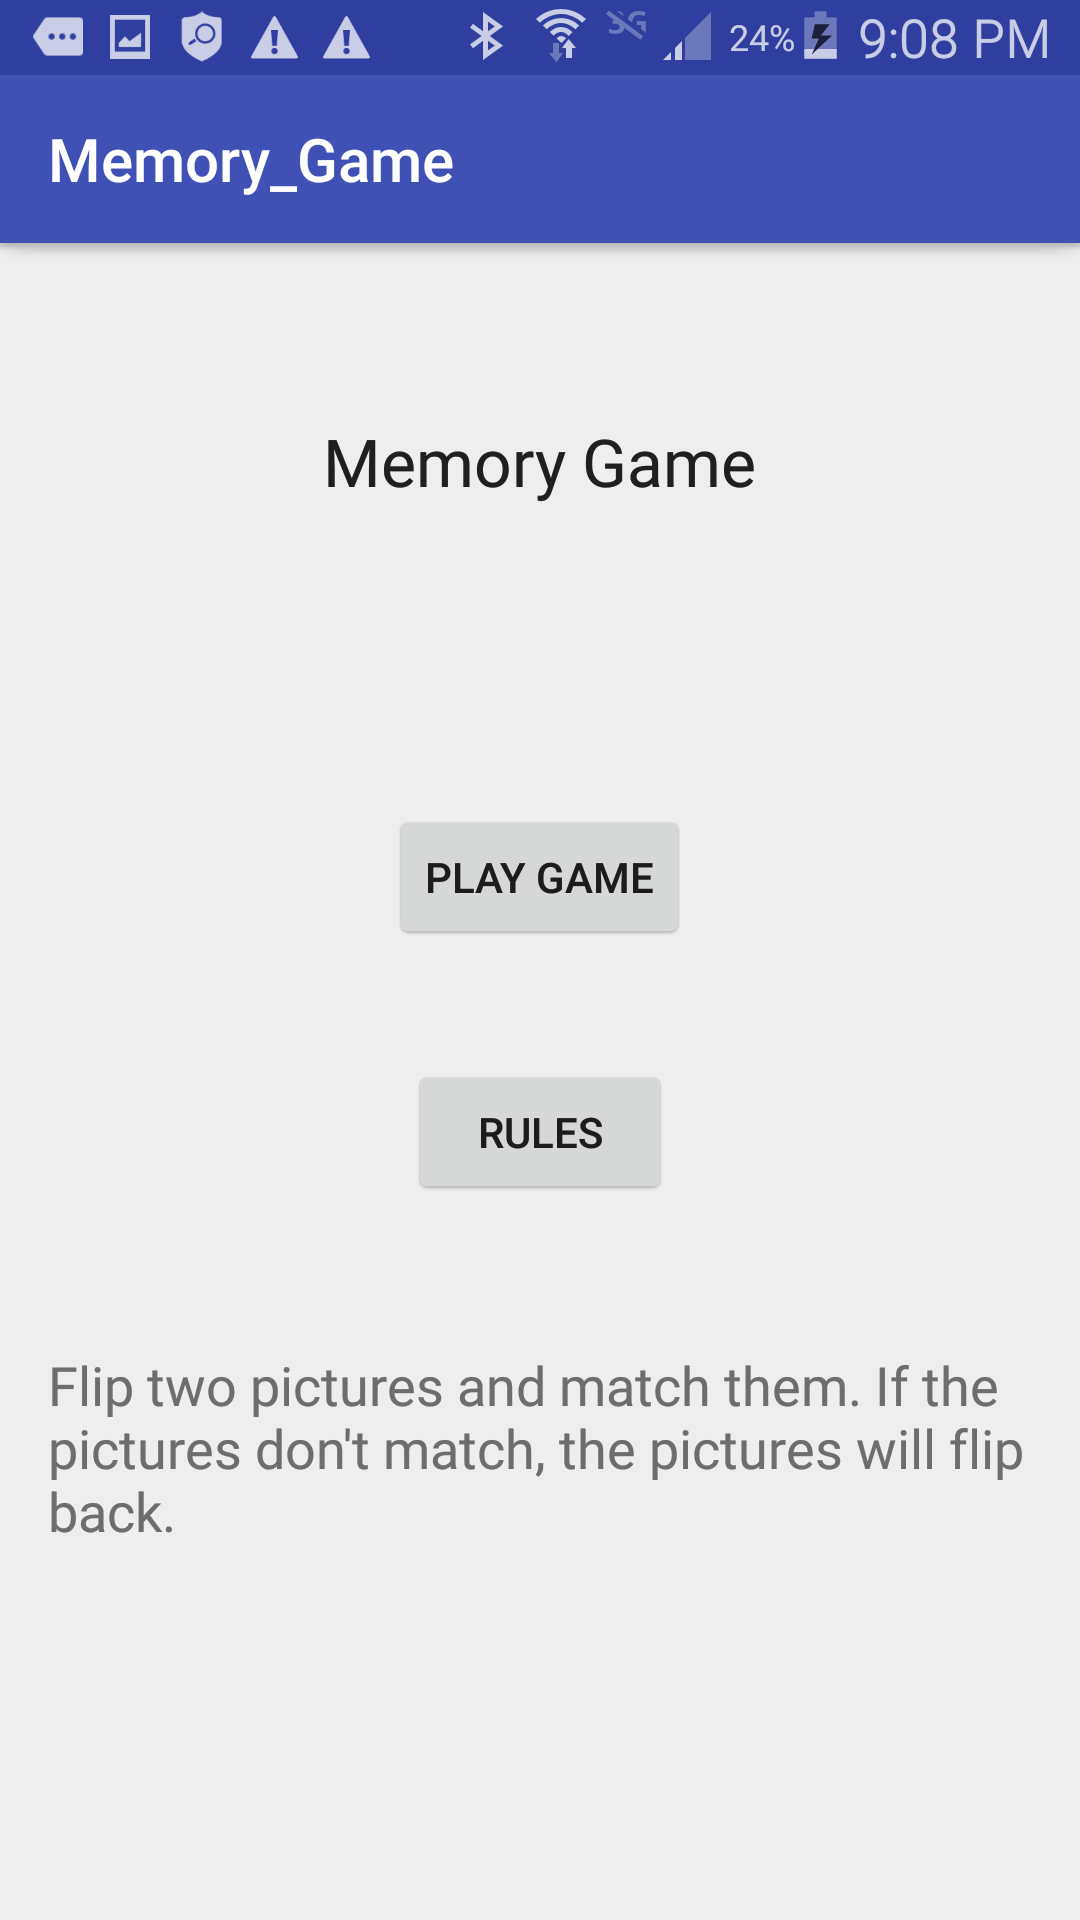 24% 9:08 PM
Memory_Game
Memory Game
PLAY GAME
RULES
Flip two pictures and match them. If the
pictures don't match, the pictures will flip
back.